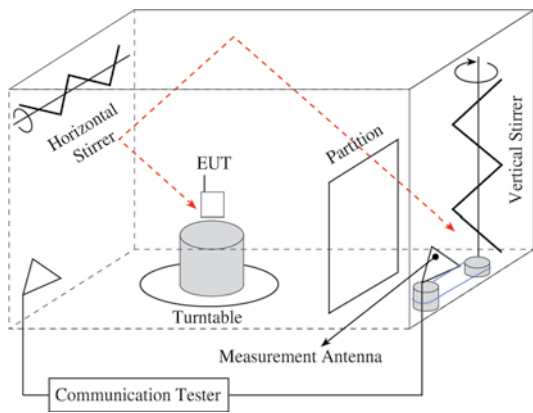 Horizontal
Stirrer
EUT
Partition
Vertical Stirrer
Turntable
Measurement Antenna
Communication Tester